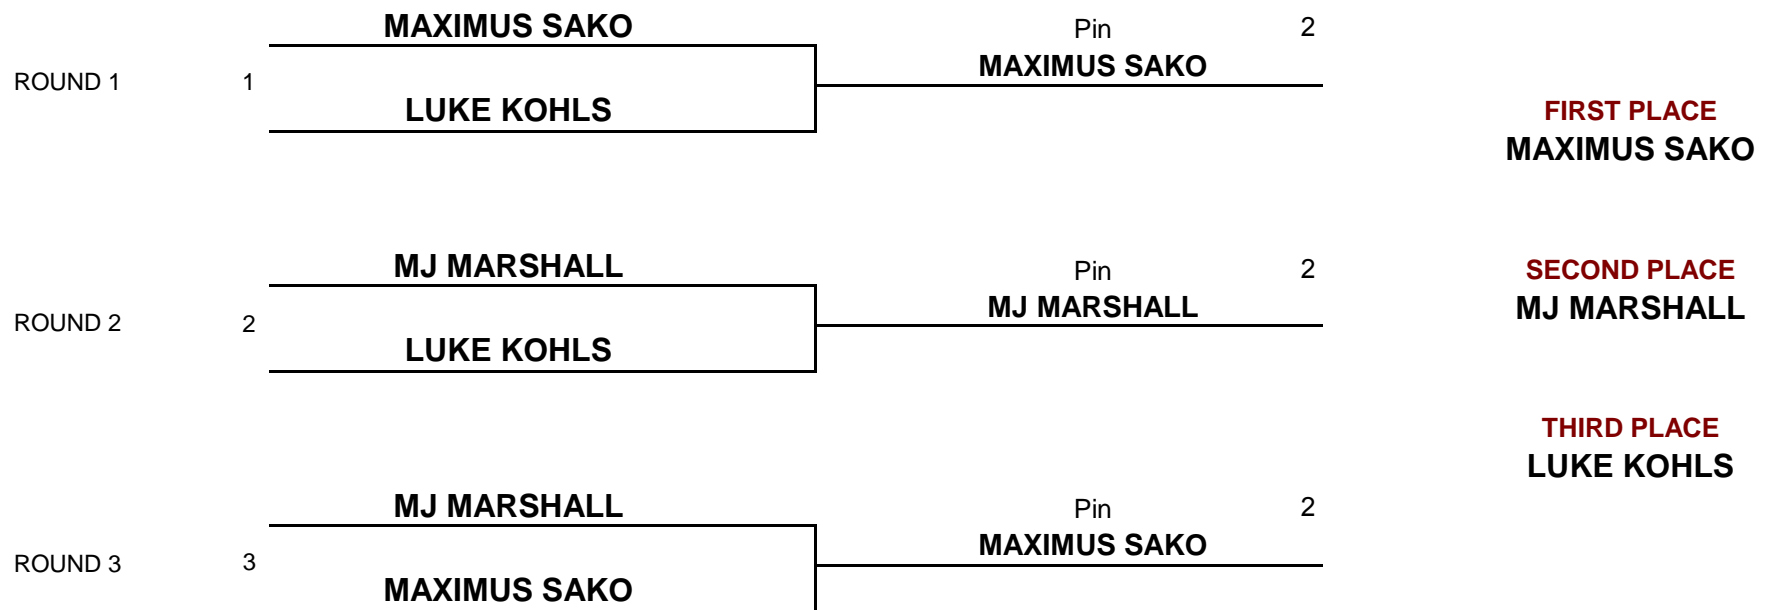 MAXIMUS SAKO
Pin 2
MAXIMUS SAKO
ROUND 1 1
LUKE KOHLS
FIRST PLACE
MAXIMUS SAKO
MJ MARSHALL
Pin 2
SECOND PLACE
MJ MARSHALL
MJ MARSHALL
ROUND 2 2
LUKE KOHLS
THIRD PLACE
LUKE KOHLS
MJ MARSHALL
Pin 2
MAXIMUS SAKO
ROUND 3 3
MAXIMUS SAKO